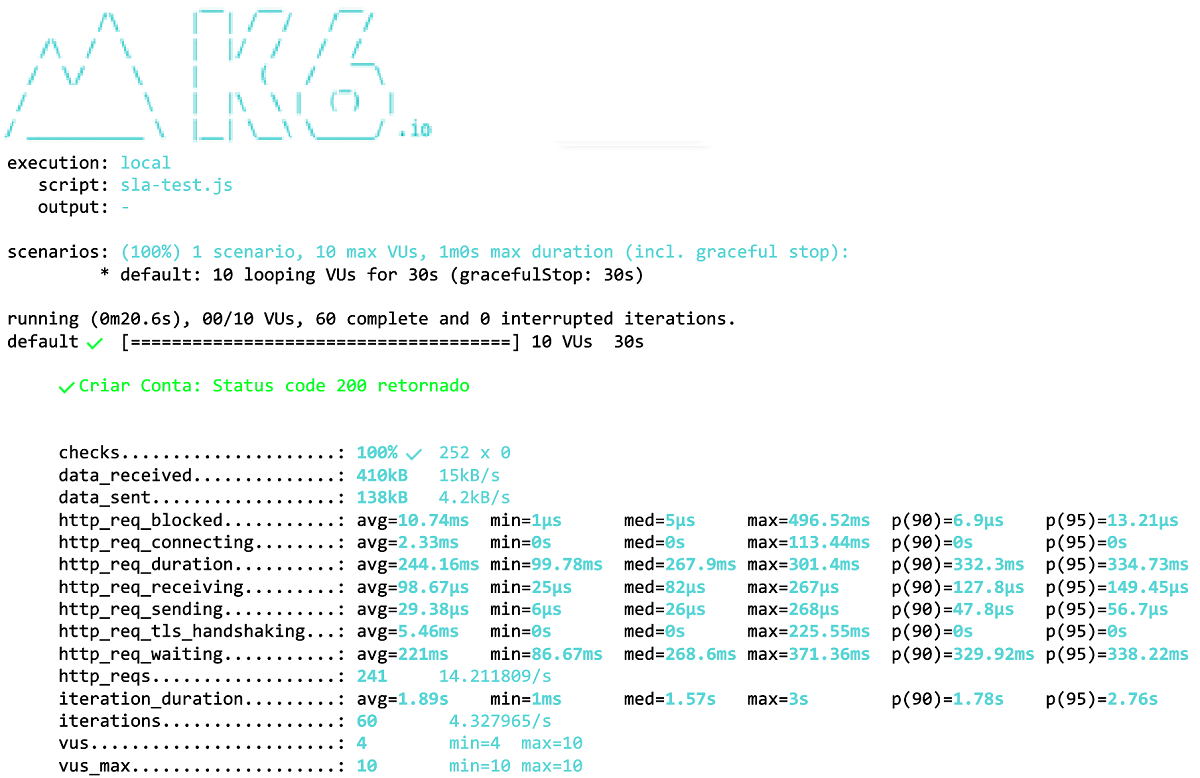 K6
.io
execution: local
script: sla-test.js
output: -
scenarios: (100%) 1 scenario, 10 max VUs, 1m0s max duration (incl. graceful stop):
* default: 10 looping VUs for 30s (gracefulStop: 30s)
running (0m20.6s), 00/10 VUs, 60 complete and 0 interrupted iterations.
default ✓ [=====================================] 10 VUs  30s
✓ Criar Conta: Status code 200 retornado
checks.....................: 100% ✓ 252 x 0
data_received..............: 410kB 15kB/s
data_sent..................: 138kB 4.2kB/s
http_req_blocked...........: avg=10.74ms min=1µs med=5µs max=496.52ms p(90)=6.9µs p(95)=13.21µs
http_req_connecting........: avg=2.33ms min=0s med=0s max=113.44ms p(90)=0s p(95)=0s
http_req_duration..........: avg=244.16ms min=99.78ms med=267.9ms max=301.4ms p(90)=332.3ms p(95)=334.73ms
http_req_receiving.........: avg=98.67µs min=25µs med=82µs max=267µs p(90)=127.8µs p(95)=149.45µs
http_req_sending...........: avg=29.38µs min=6µs med=26µs max=268µs p(90)=47.8µs p(95)=56.7µs
http_req_tls_handshaking...: avg=5.46ms min=0s med=0s max=225.55ms p(90)=0s p(95)=0s
http_req_waiting...........: avg=221ms min=86.67ms med=268.6ms max=371.36ms p(90)=329.92ms p(95)=338.22ms
http_reqs..................: 241 14.211809/s
iteration_duration.........: avg=1.89s min=1ms med=1.57s max=3s p(90)=1.78s p(95)=2.76s
iterations.................: 60 4.327965/s
vus........................: 4 min=4 max=10
vus_max....................: 10 min=10 max=10